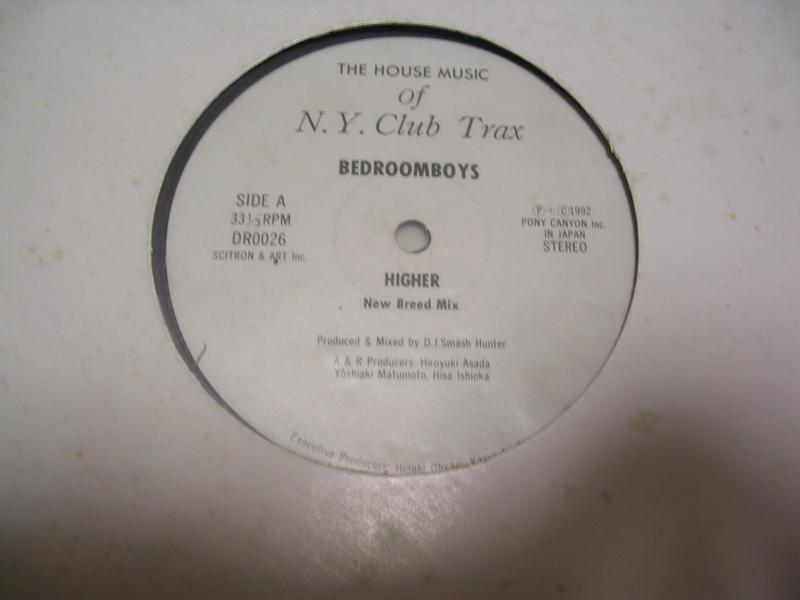 THE HOUSE MUSIC
of
N.Y. Club Trax
BEDROOMBOYS
SIDE A
33⅓RPM
DR0026
SCITRON & ART Inc.
Ⓟ+Ⓒ1992
PONY CANYON Inc.
IN JAPAN
STEREO
HIGHER
New Breed Mix
Produced & Mixed by D.J.Smash Hunter
A & R Producers: Hiroyuki Asada
Yoshiaki Matumoto, Hisa Ishioka
Executive Producers: Hideki